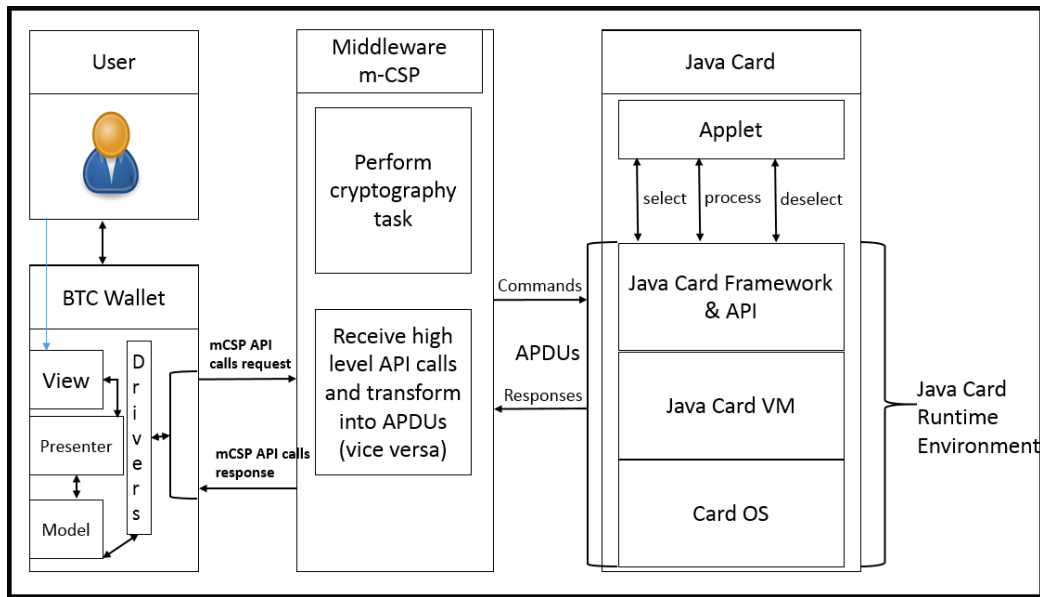 User
BTC Wallet
View
Presenter
Model
Drivers
mCSP API
calls request
mCSP API calls
response
Middleware
m-CSP
Perform
cryptography
task
Receive high
level API calls
and transform
into APDUs
(vice versa)
Commands
APDUs
Responses
Java Card
Applet
select
process
deselect
Java Card Framework
& API
Java Card VM
Card OS
Java Card
Runtime
Environment